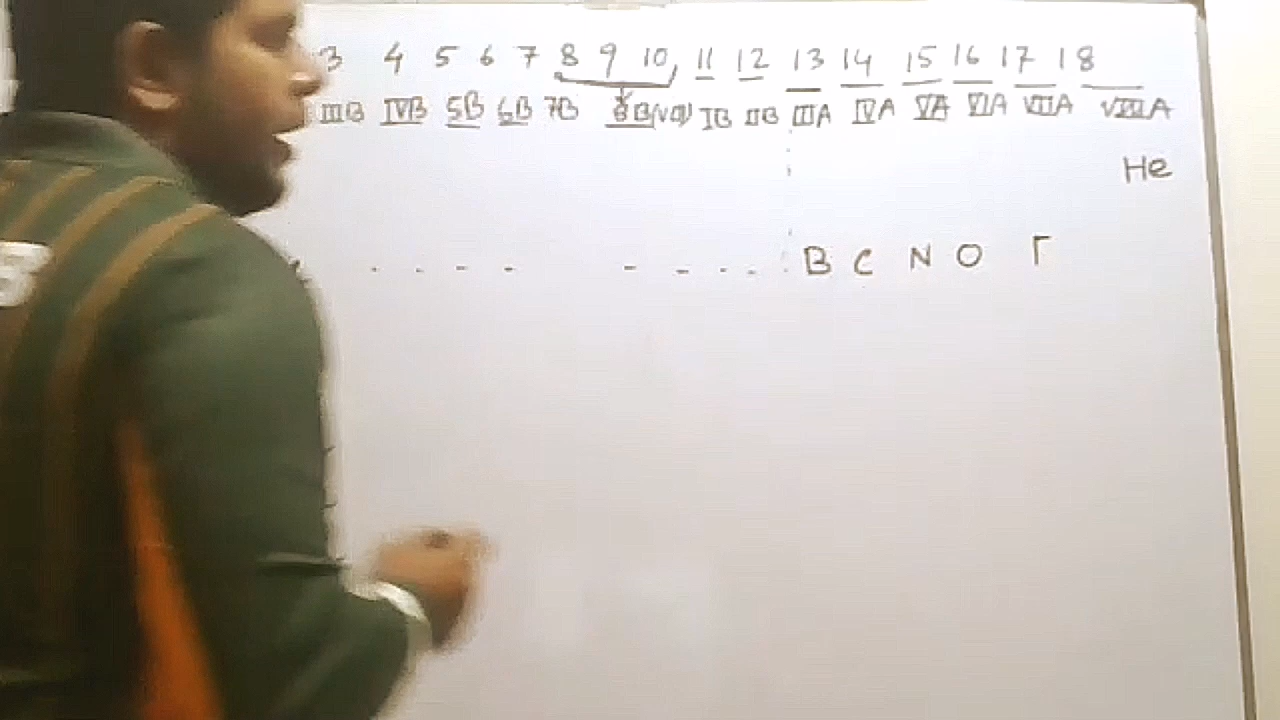 3 4 5 6 7 8 9 10 11 12 13 14 15 16 17 18
IIIB IVB 5B 6B 7B 8B(VIII) IB IIB IIIA IVA VA VIA VIIA VIIIA
He
B C N O